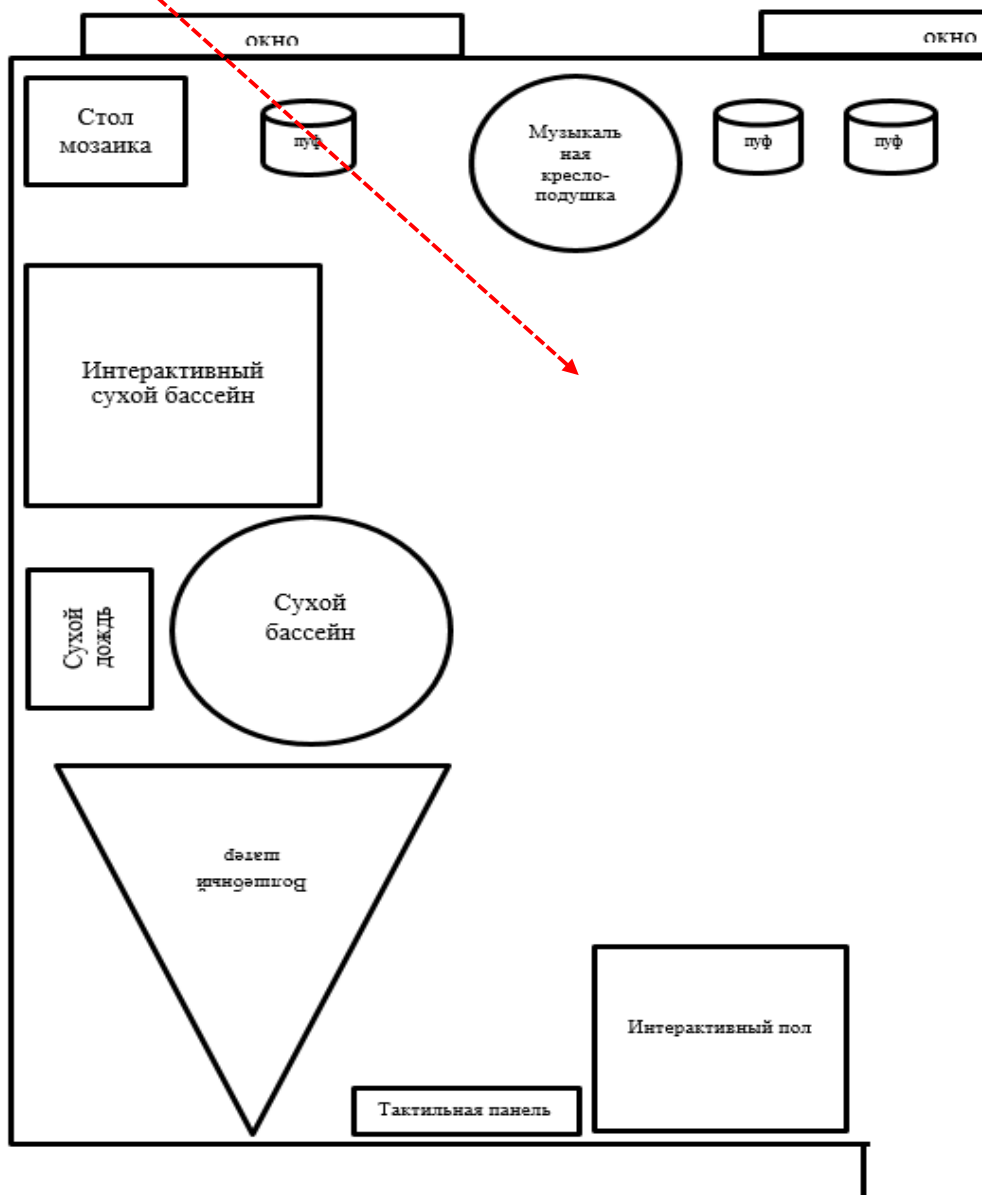 окно
окно
Стол
мозаика
пуф
Музыкаль
ная
кресло-
подушка
пуф
пуф
Интерактивный
сухой бассейн
Сухой
дождь
Сухой
бассейн
Волшебный
шатер
Интерактивный пол
Тактильная панель